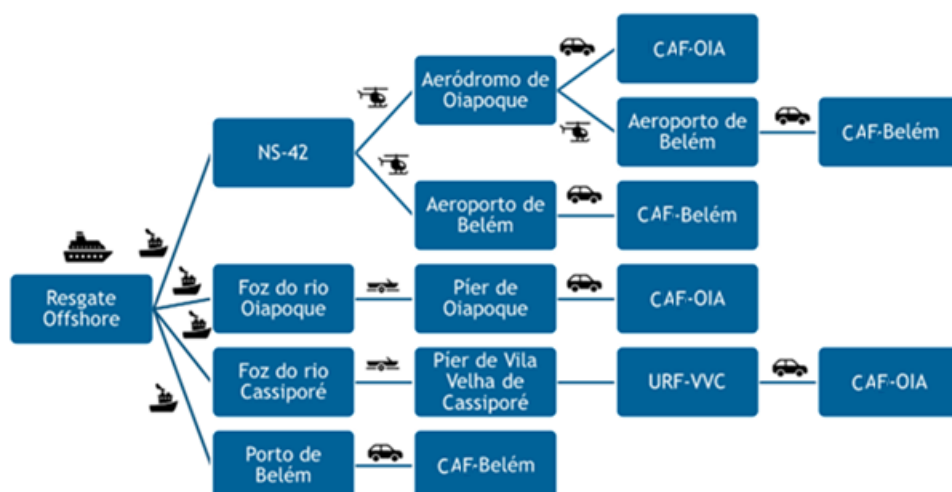 CAF-OIA
Aeródromo de
Oiapoque
Aeroporto de
Belém
CAF-Belém
NS-42
Aeroporto de
Belém
CAF-Belém
Resgate
Offshore
Foz do rio
Oiapoque
Píer de
Oiapoque
CAF-OIA
Foz do rio
Cassiporé
Píer de Vila
Velha de
Cassiporé
URF-VVC
CAF-OIA
Porto de
Belém
CAF-Belém